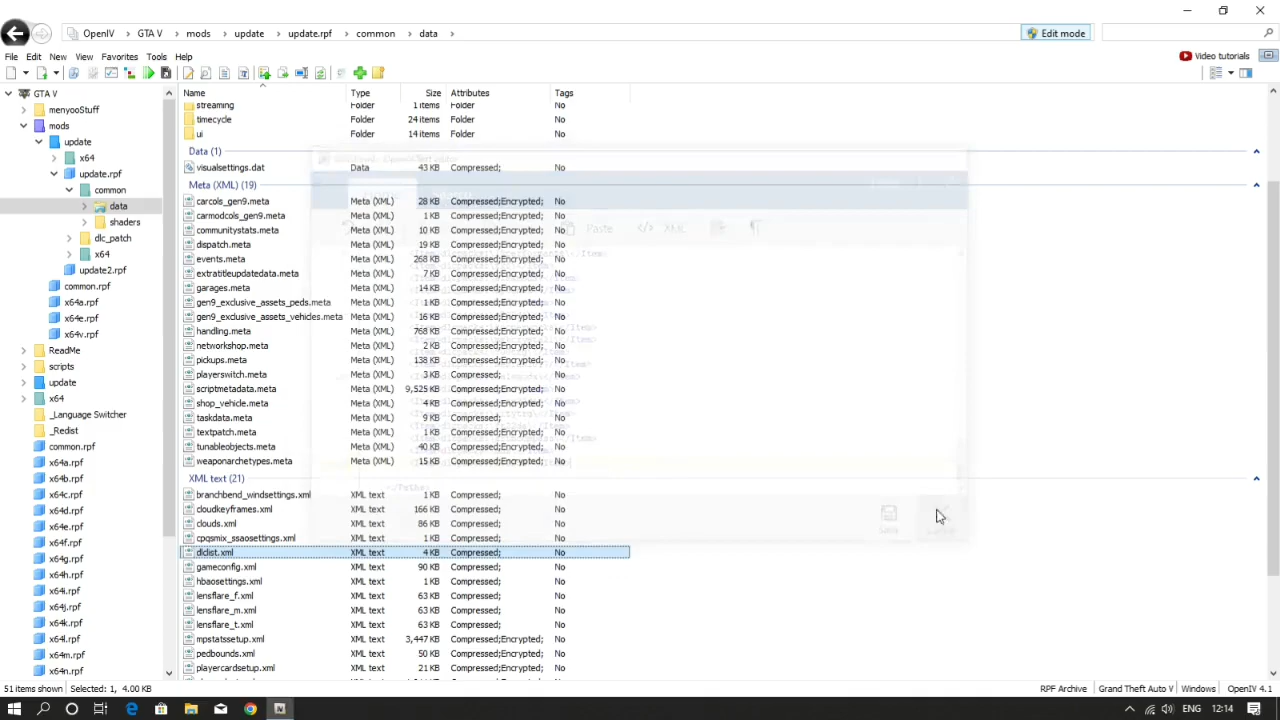 OpenIV GTA V mods update update.rpf common data Edit mode
File Edit New View Favorites Tools Help Video tutorials
Name Type Size Attributes Tags
GTA V
menyooStuff
mods
update
x64
update.rpf
common
data
shaders
dlc_patch
x64
update2.rpf
common.rpf
x64a.rpf
x64e.rpf
x64v.rpf
ReadMe
scripts
update
x64
_Language Switcher
_Redist
common.rpf
x64a.rpf
x64b.rpf
x64c.rpf
x64d.rpf
x64e.rpf
x64f.rpf
x64g.rpf
x64h.rpf
x64i.rpf
x64j.rpf
x64k.rpf
x64l.rpf
x64m.rpf
x64n.rpf
streaming Folder 1 items Folder No
timecycle Folder 24 items Folder No
ui Folder 14 items Folder No
Data (1)
visualsettings.dat Data 43 KB Compressed; No
Meta (XML) (19)
carcols_gen9.meta Meta (XML) 28 KB Compressed;Encrypted; No
carmodcols_gen9.meta Meta (XML) 1 KB Compressed;Encrypted; No
communitystats.meta Meta (XML) 10 KB Compressed;Encrypted; No
dispatch.meta Meta (XML) 19 KB Compressed;Encrypted; No
events.meta Meta (XML) 268 KB Compressed;Encrypted; No
extratitleupdatedata.meta Meta (XML) 7 KB Compressed;Encrypted; No
garages.meta Meta (XML) 14 KB Compressed;Encrypted; No
gen9_exclusive_assets_peds.meta Meta (XML) 1 KB Compressed;Encrypted; No
gen9_exclusive_assets_vehicles.meta Meta (XML) 16 KB Compressed;Encrypted; No
handling.meta Meta (XML) 768 KB Compressed;Encrypted; No
networkshop.meta Meta (XML) 2 KB Compressed;Encrypted; No
pickups.meta Meta (XML) 138 KB Compressed;Encrypted; No
playerswitch.meta Meta (XML) 3 KB Compressed;Encrypted; No
scriptmetadata.meta Meta (XML) 9,525 KB Compressed;Encrypted; No
shop_vehicle.meta Meta (XML) 4 KB Compressed;Encrypted; No
taskdata.meta Meta (XML) 9 KB Compressed;Encrypted; No
textpatch.meta Meta (XML) 1 KB Compressed;Encrypted; No
tunableobjects.meta Meta (XML) 40 KB Compressed;Encrypted; No
weaponarchetypes.meta Meta (XML) 15 KB Compressed;Encrypted; No
XML text (21)
branchbend_windsettings.xml XML text 1 KB Compressed; No
cloudkeyframes.xml XML text 166 KB Compressed; No
clouds.xml XML text 86 KB Compressed; No
cpqsmix_ssaosettings.xml XML text 1 KB Compressed; No
dlclist.xml XML text 4 KB Compressed; No
gameconfig.xml XML text 90 KB Compressed; No
hbaosettings.xml XML text 1 KB Compressed; No
lensflare_f.xml XML text 63 KB Compressed; No
lensflare_m.xml XML text 63 KB Compressed; No
lensflare_t.xml XML text 63 KB Compressed; No
mpstatssetup.xml XML text 3,447 KB Compressed;Encrypted; No
pedbounds.xml XML text 50 KB Compressed; No
playercardsetup.xml XML text 21 KB Compressed; No
Paste </> XML
51 items shown Selected: 1, 4.00 KB RPF Archive Grand Theft Auto V Windows OpenIV 4.1
12:14